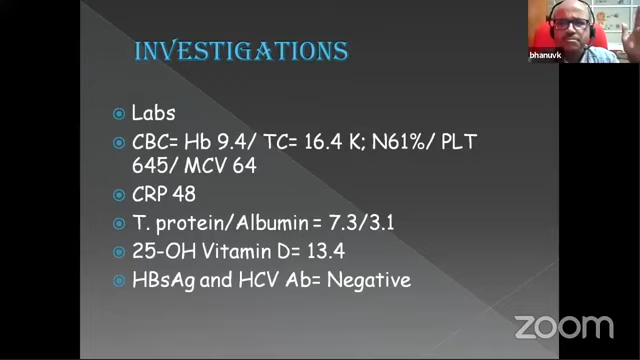 INVESTIGATIONS
bhanuvk
Labs
CBC= Hb 9.4/ TC= 16.4 K; N61%/ PLT
645/ MCV 64
CRP 48
T. protein/Albumin = 7.3/3.1
25-OH Vitamin D= 13.4
HBsAg and HCV Ab= Negative
zoom